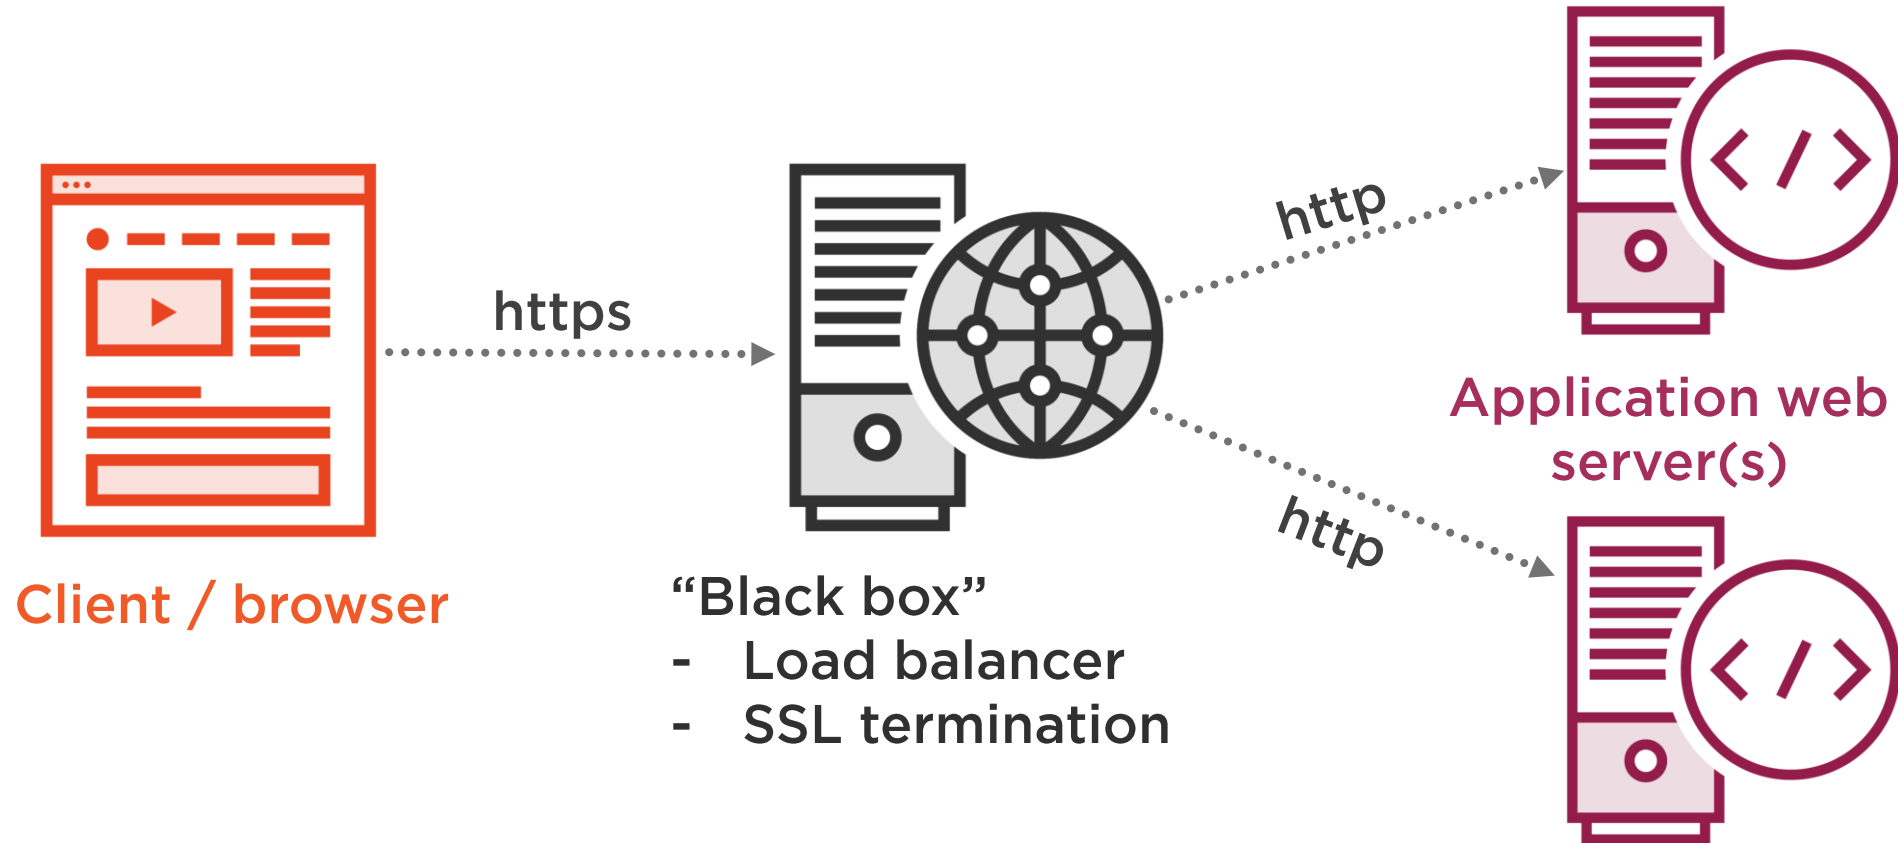 https
http
http
Client / browser
“Black box”
- Load balancer
- SSL termination
Application web
server(s)
</>
</>